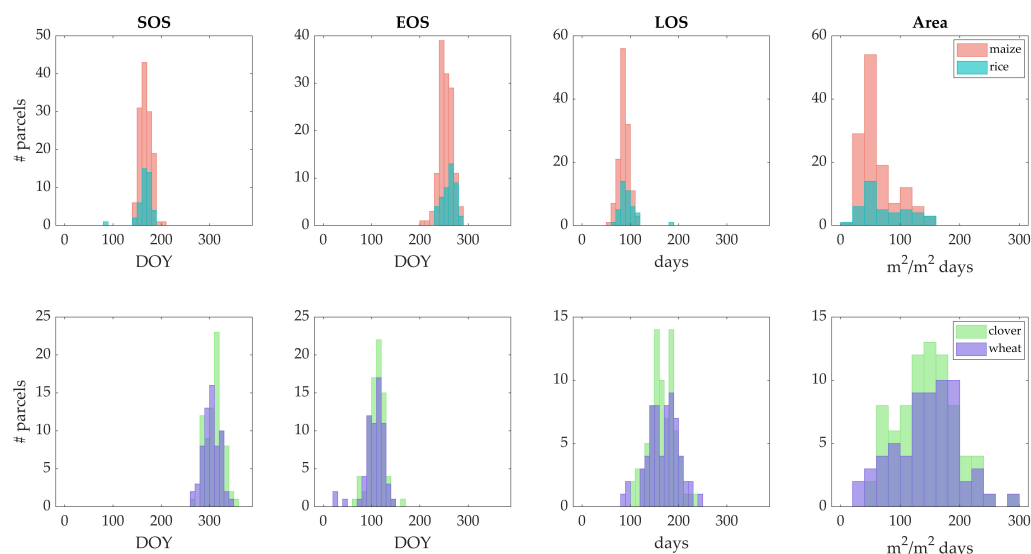 SOS EOS LOS Area
50 40 60 60
40 30 40 40
30 20 20 20
20 10 0 0
10
0 0
0 100 200 300 0 100 200 300 0 100 200 300 0 100 200 300
# parcels
DOY DOY days m²/m² days
maize
rice
25 25 15 15
20 20 10 10
15 15 5 5
10 10 0 0
5 5
0 0
0 100 200 300 0 100 200 300 0 100 200 300 0 100 200 300
# parcels
DOY DOY days m²/m² days
clover
wheat